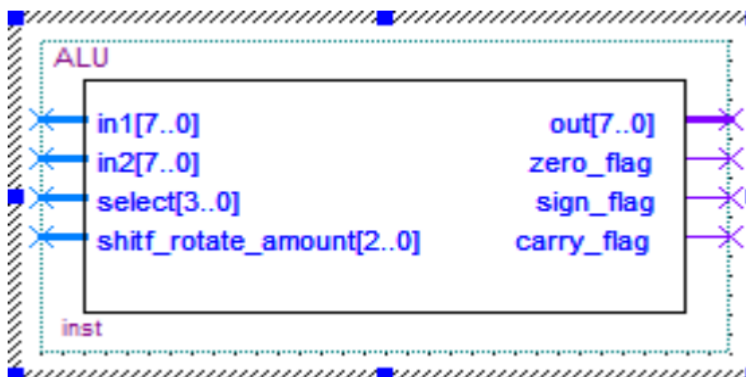 ALU
in1[7..0] out[7..0]
in2[7..0] zero_flag
select[3..0] sign_flag
shitf_rotate_amount[2..0] carry_flag
inst